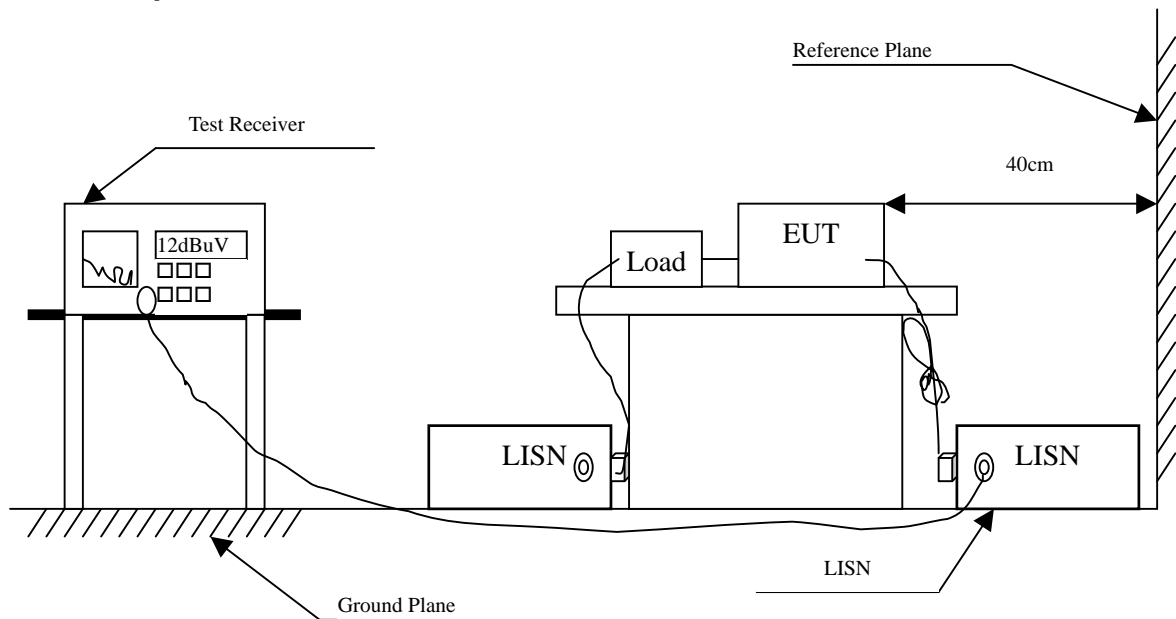 Reference Plane
Test Receiver
40cm
12dBuV
EUT
Load
LISN
LISN
LISN
Ground Plane